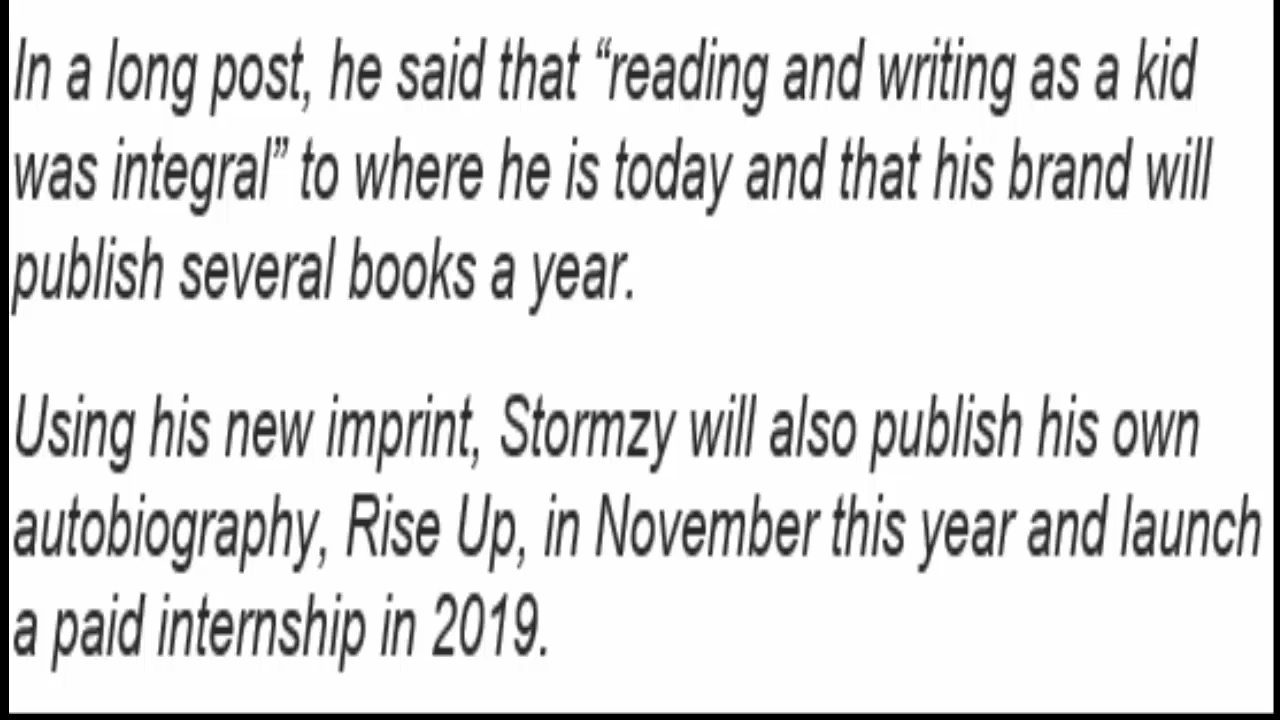 In a long post, he said that “reading and writing as a kid
was integral” to where he is today and that his brand will
publish several books a year.
Using his new imprint, Stormzy will also publish his own
autobiography, Rise Up, in November this year and launch
a paid internship in 2019.